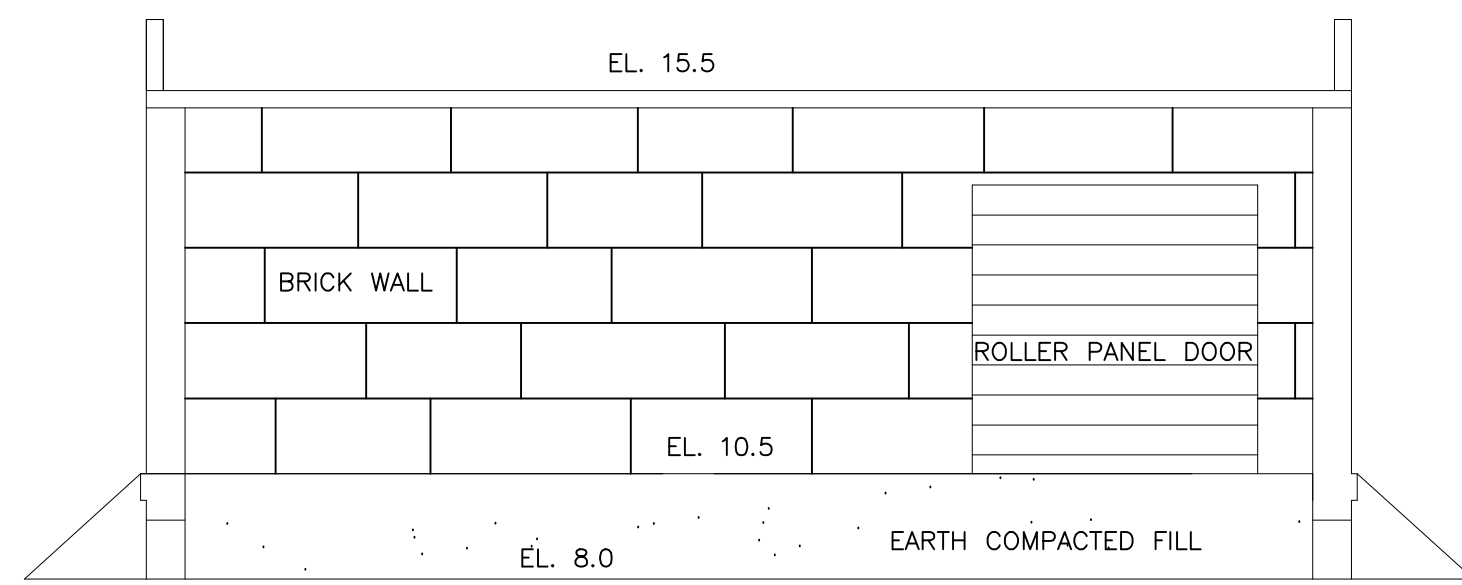 EL. 15.5
BRICK WALL
ROLLER PANEL DOOR
EL. 10.5
EARTH COMPACTED FILL
EL. 8.0